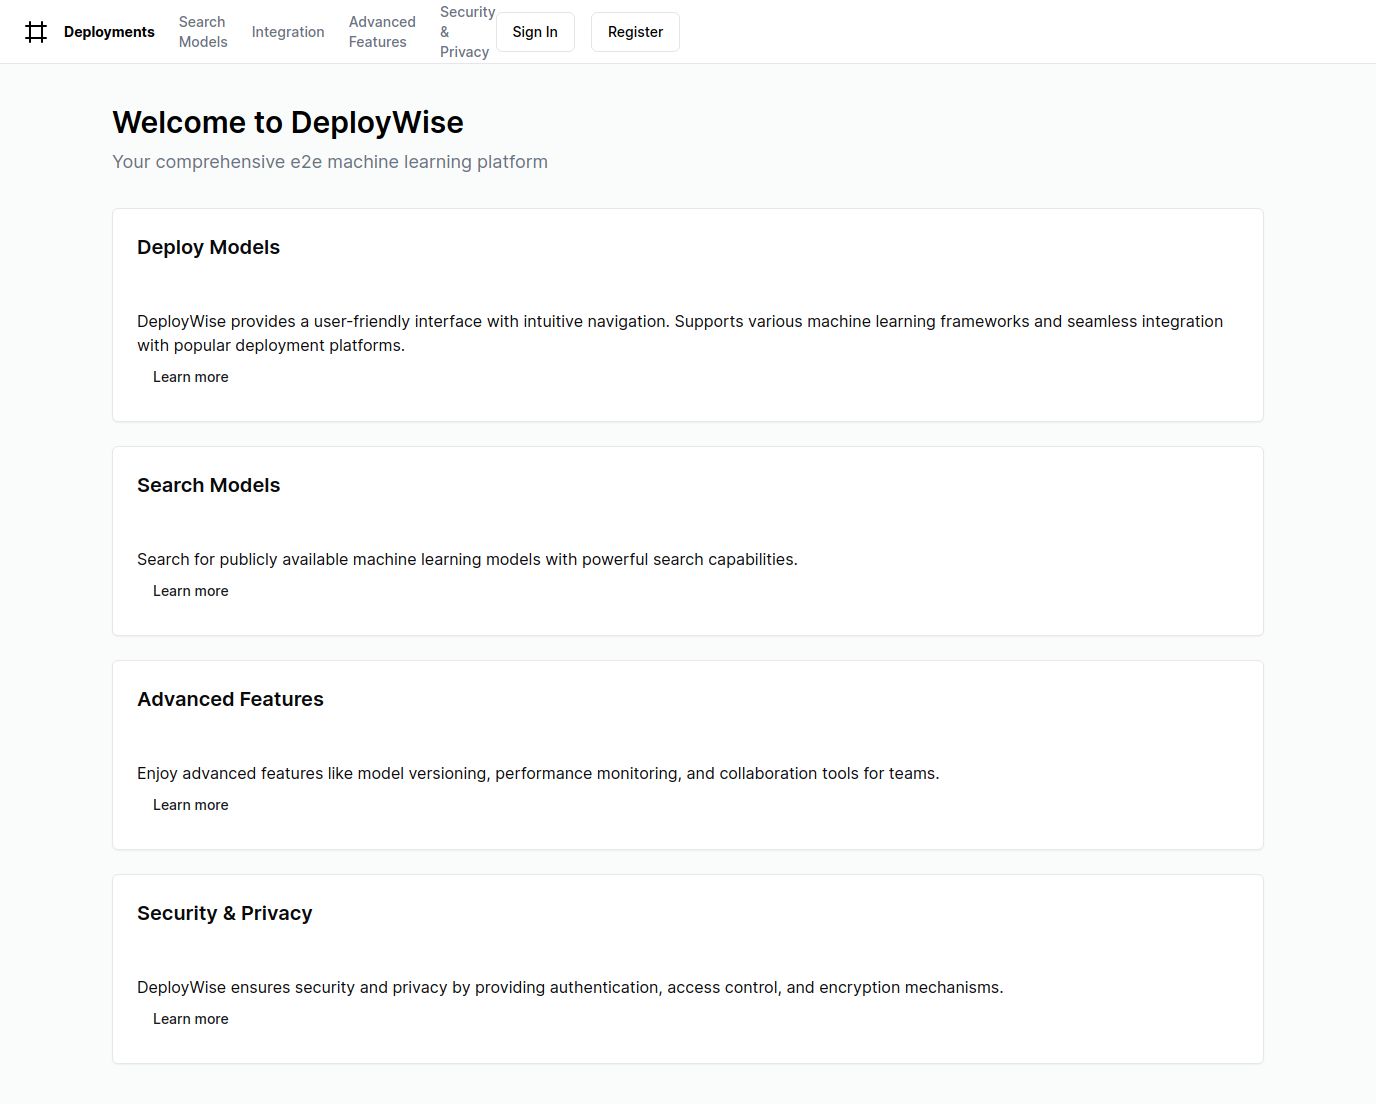 Deployments
Search
Models
Integration
Advanced
Features
Security
&
Privacy
Sign In
Register
Welcome to DeployWise
Your comprehensive e2e machine learning platform
Deploy Models
DeployWise provides a user-friendly interface with intuitive navigation. Supports various machine learning frameworks and seamless integration
with popular deployment platforms.
Learn more
Search Models
Search for publicly available machine learning models with powerful search capabilities.
Learn more
Advanced Features
Enjoy advanced features like model versioning, performance monitoring, and collaboration tools for teams.
Learn more
Security & Privacy
DeployWise ensures security and privacy by providing authentication, access control, and encryption mechanisms.
Learn more